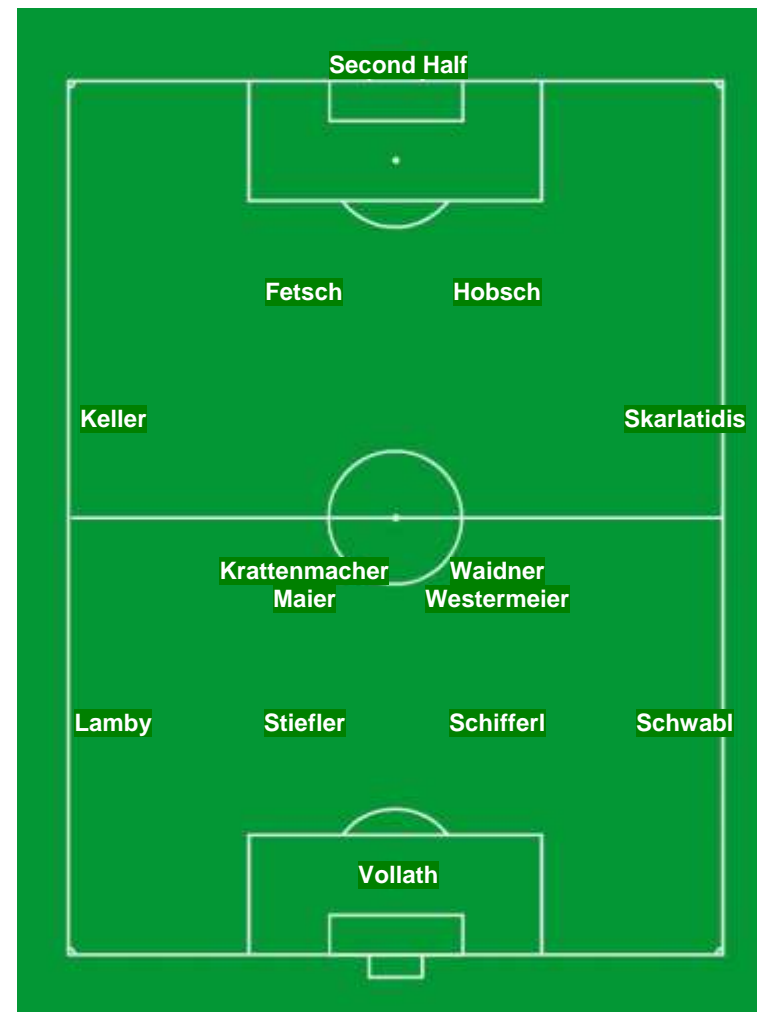 Second Half
Fetsch Hobsch
Keller Skarlatidis
Krattenmacher Waidner
Maier Westermeier
Lamby Stiefler Schifferl Schwabl
Vollath